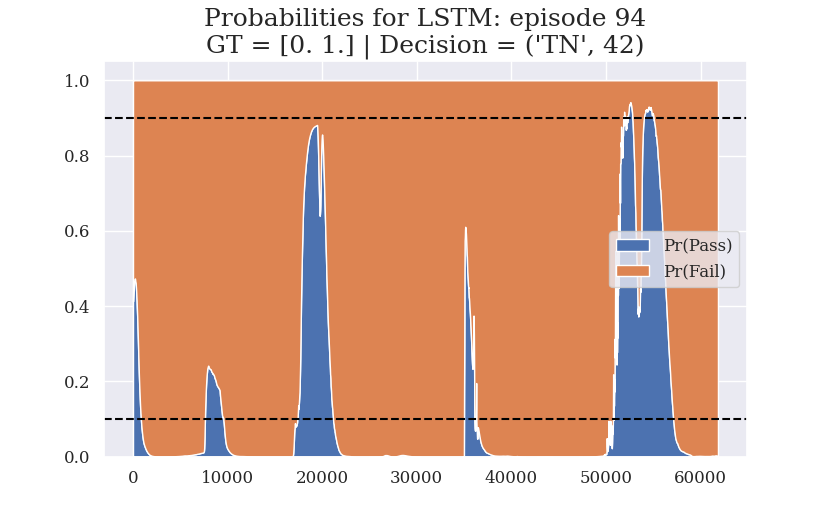 Probabilities for LSTM: episode 94
GT = [0. 1.] | Decision = ('TN', 42)
1.0
0.8
0.6
0.4
0.2
0.0
Pr(Pass)
Pr(Fail)
0 10000 20000 30000 40000 50000 60000